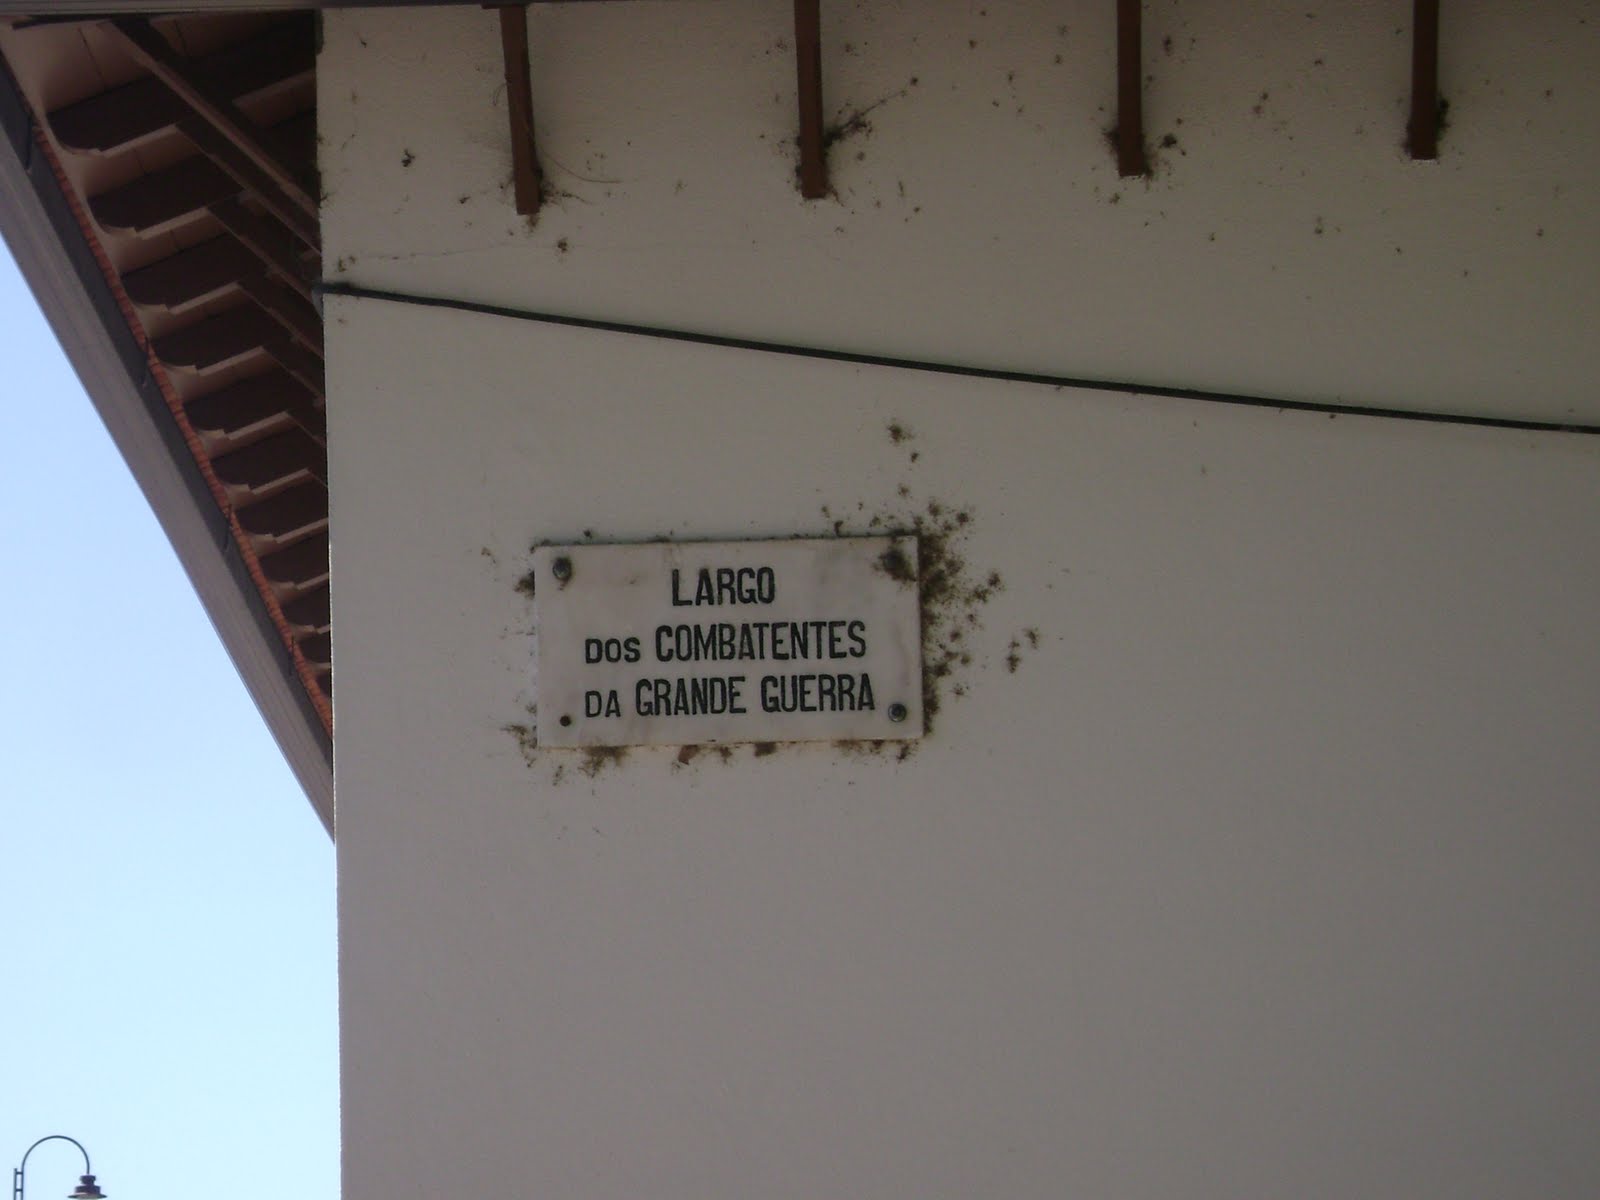 LARGO
DOS COMBATENTES
DA GRANDE GUERRA